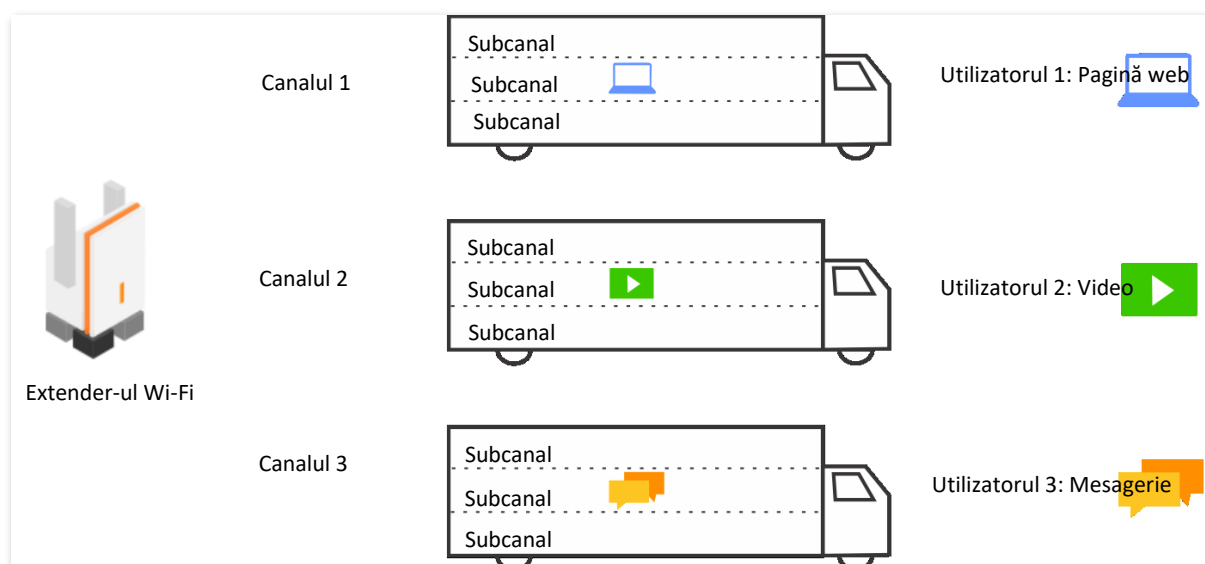 Subcanal
Canalul 1
Subcanal
Subcanal
Utilizatorul 1: Pagină web
Subcanal
Canalul 2
Subcanal
Subcanal
Utilizatorul 2: Video
Extender-ul Wi-Fi
Subcanal
Canalul 3
Subcanal
Subcanal
Utilizatorul 3: Mesagerie